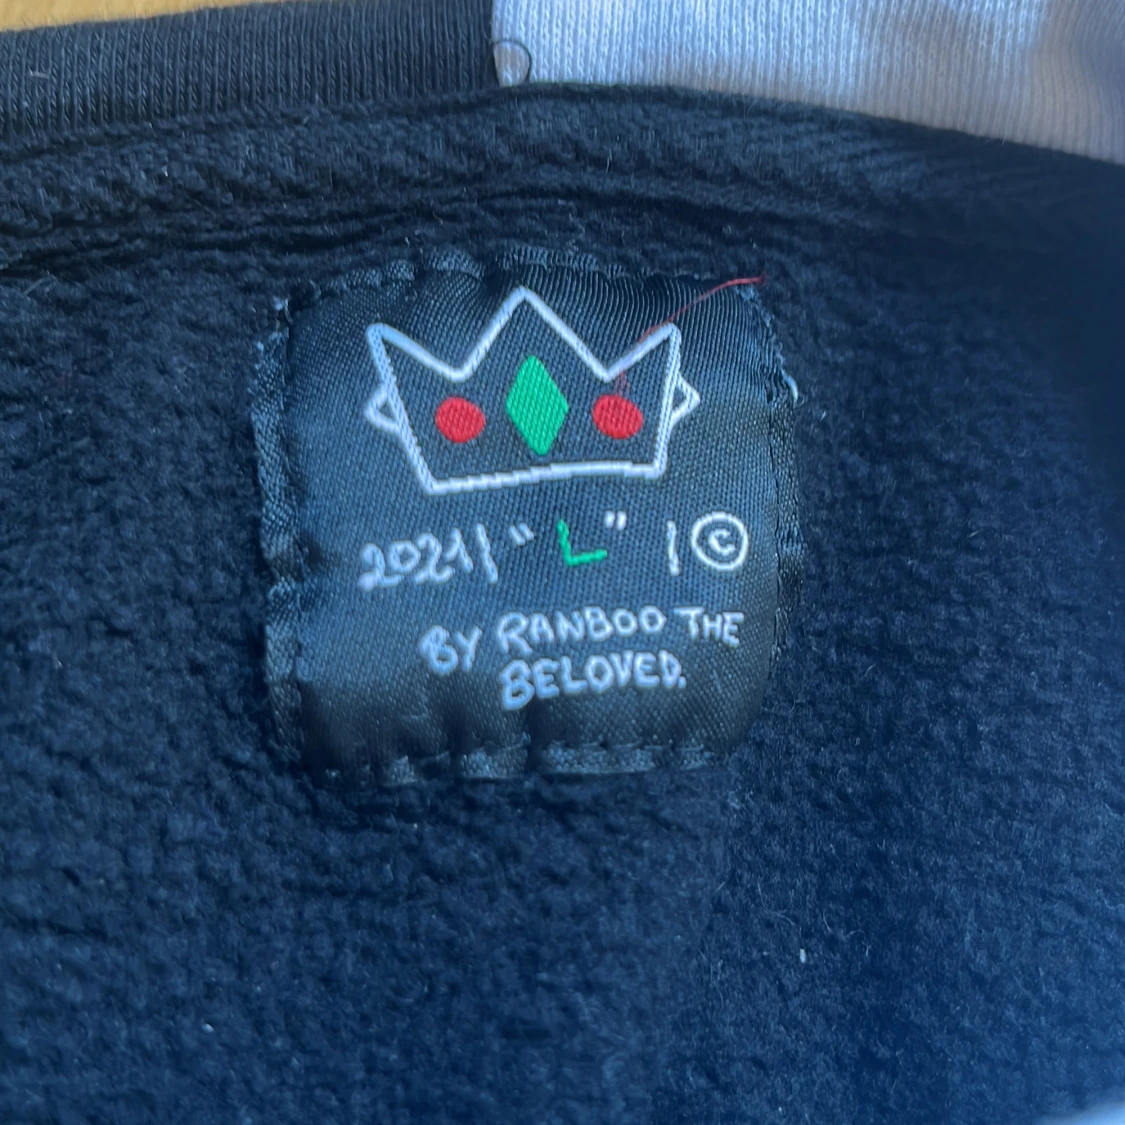 2021 | " L " | ©
BY RANBOO THE
BELOVED.